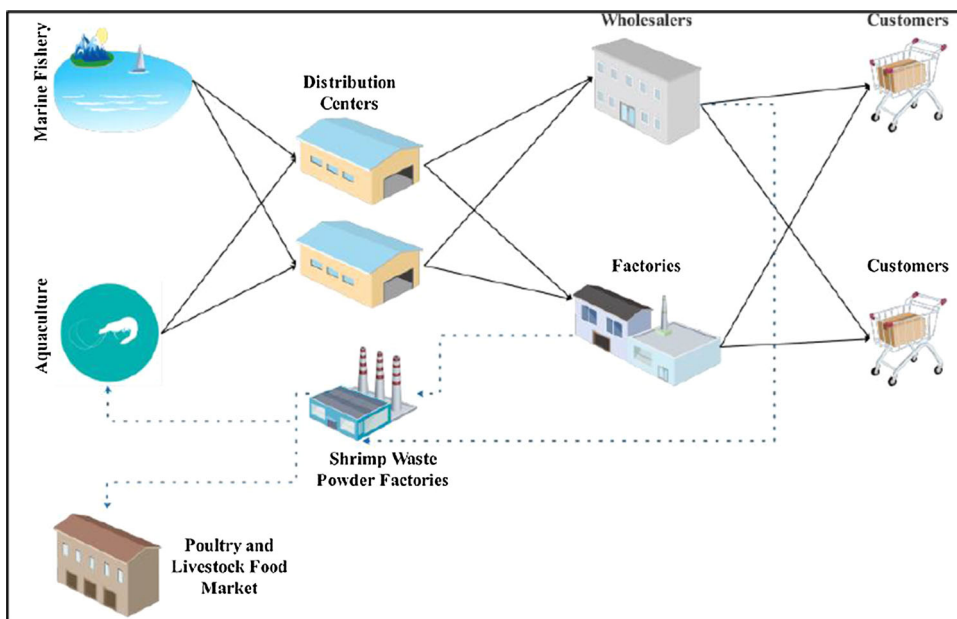 Marine Fishery
Distribution
Centers
Wholesalers
Customers
Aquaculture
Factories
Customers
Shrimp Waste
Powder Factories
Poultry and
Livestock Food
Market